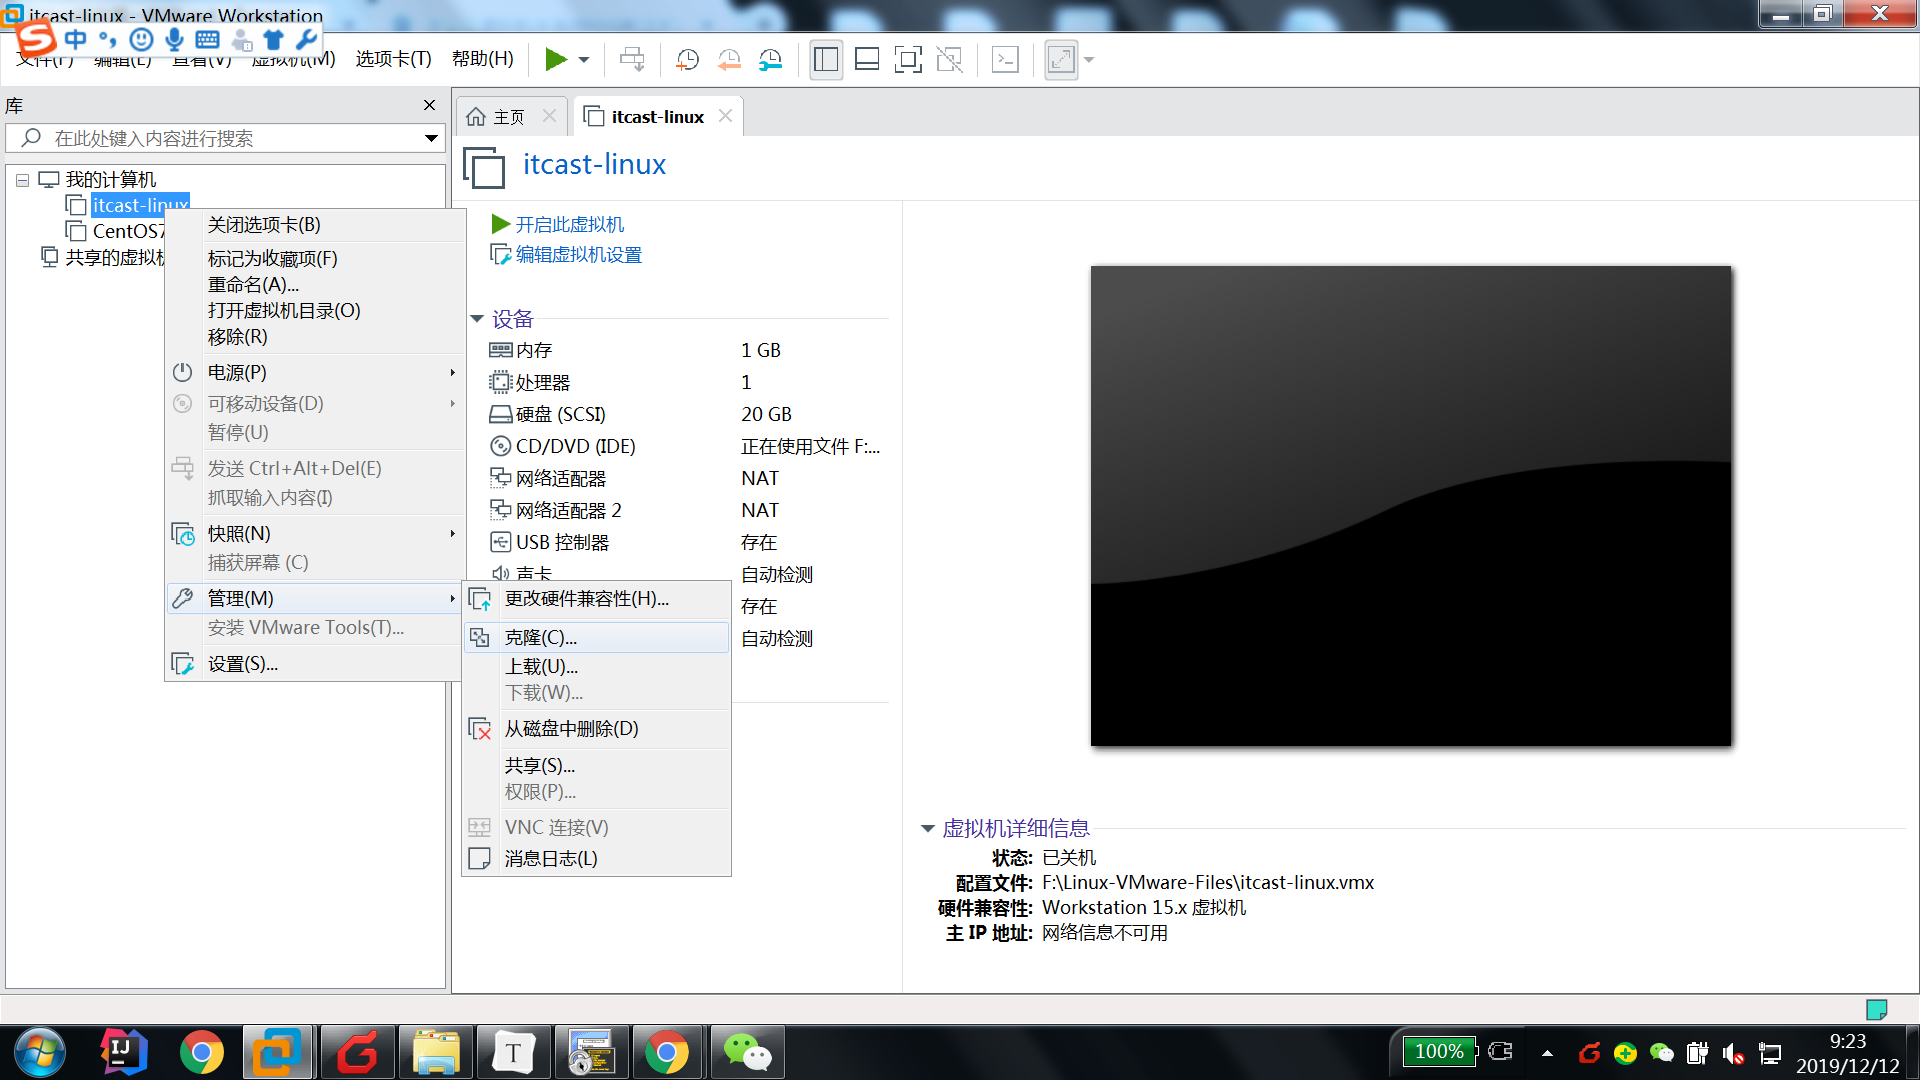 itcast-linux - VMware Workstation
中
文件(F) 编辑(E) 查看(V) 虚拟机(M) 选项卡(T) 帮助(H)
库
在此处键入内容进行搜索
我的计算机
itcast-linux
CentOS7
共享的虚拟机
关闭选项卡(B)
标记为收藏项(F)
重命名(A)...
打开虚拟机目录(O)
移除(R)
电源(P)
可移动设备(D)
暂停(U)
发送 Ctrl+Alt+Del(E)
抓取输入内容(I)
快照(N)
捕获屏幕 (C)
管理(M)
安装 VMware Tools(T)...
设置(S)...
更改硬件兼容性(H)...
克隆(C)...
上载(U)...
下载(W)...
从磁盘中删除(D)
共享(S)...
权限(P)...
VNC 连接(V)
消息日志(L)
主页
itcast-linux
itcast-linux
开启此虚拟机
编辑虚拟机设置
设备
内存 1 GB
处理器 1
硬盘 (SCSI) 20 GB
CD/DVD (IDE) 正在使用文件 F:...
网络适配器 NAT
网络适配器 2 NAT
USB 控制器 存在
声卡 自动检测
存在
自动检测
虚拟机详细信息
状态: 已关机
配置文件: F:\Linux-VMware-Files\itcast-linux.vmx
硬件兼容性: Workstation 15.x 虚拟机
主 IP 地址: 网络信息不可用
IJ
T
100%
9:23
2019/12/12